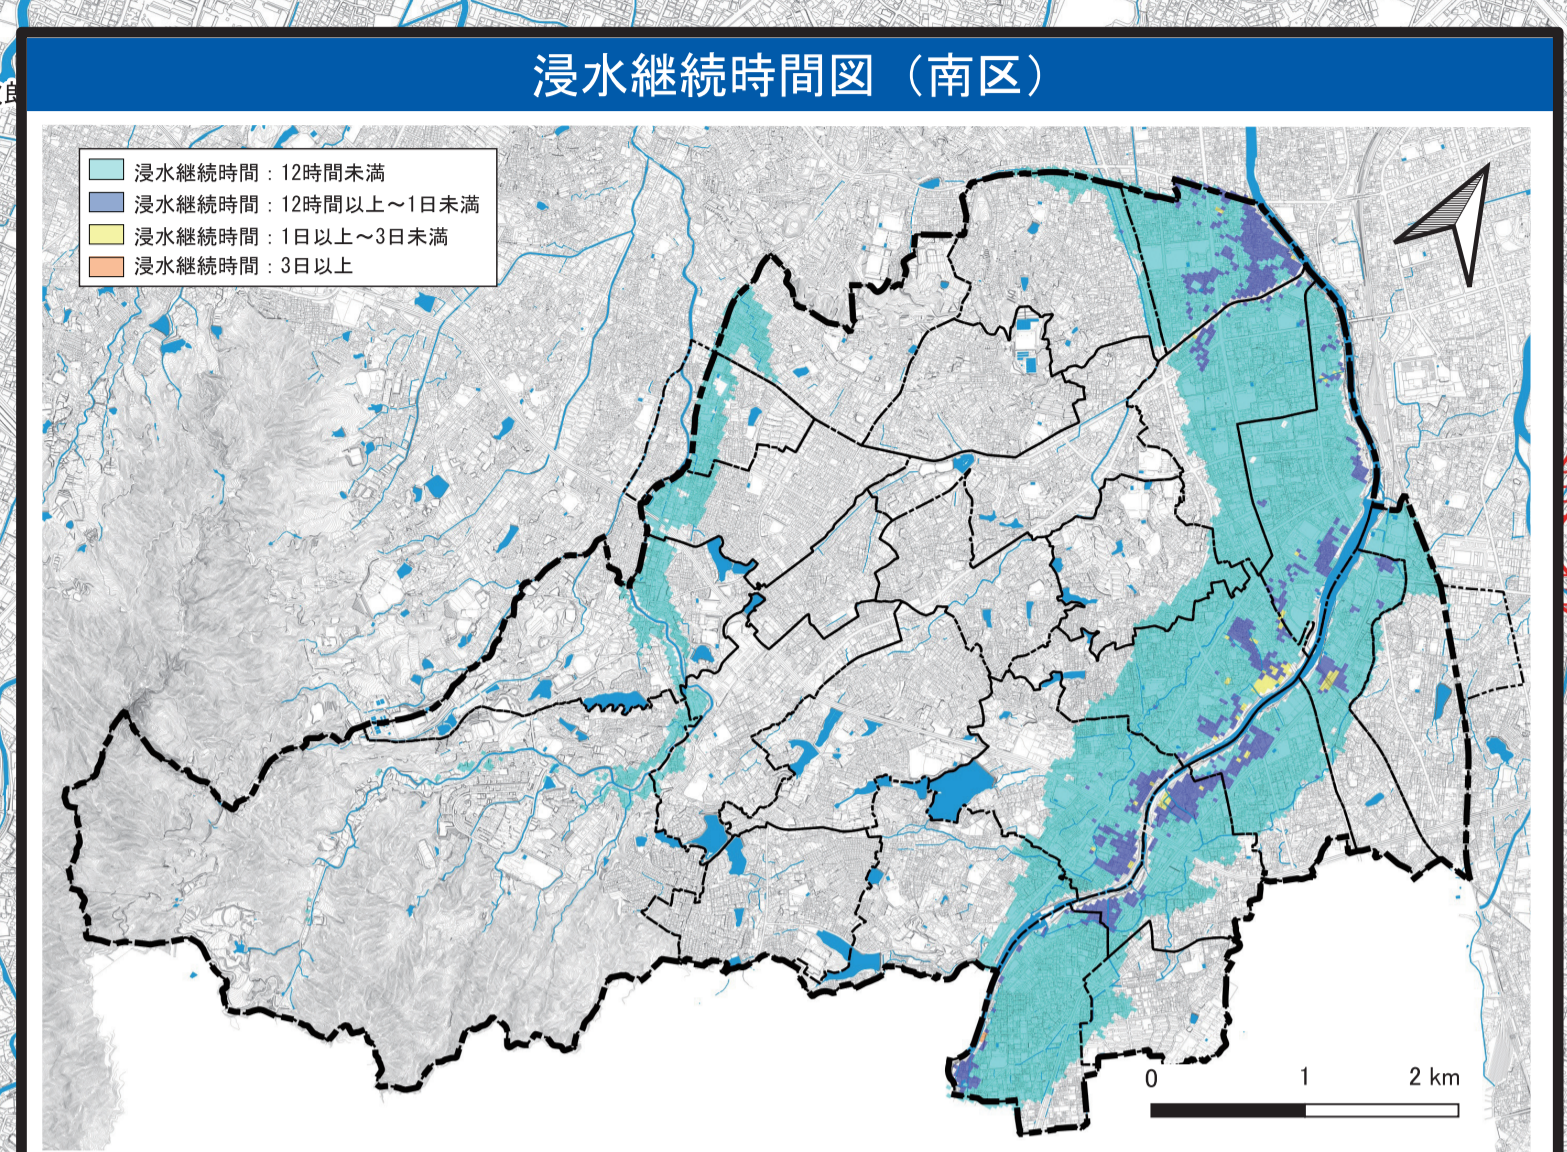 浸水継続時間図（南区）
浸水継続時間：12時間未満
浸水継続時間：12時間以上～1日未満
浸水継続時間：1日以上～3日未満
浸水継続時間：3日以上
0 1 2 km